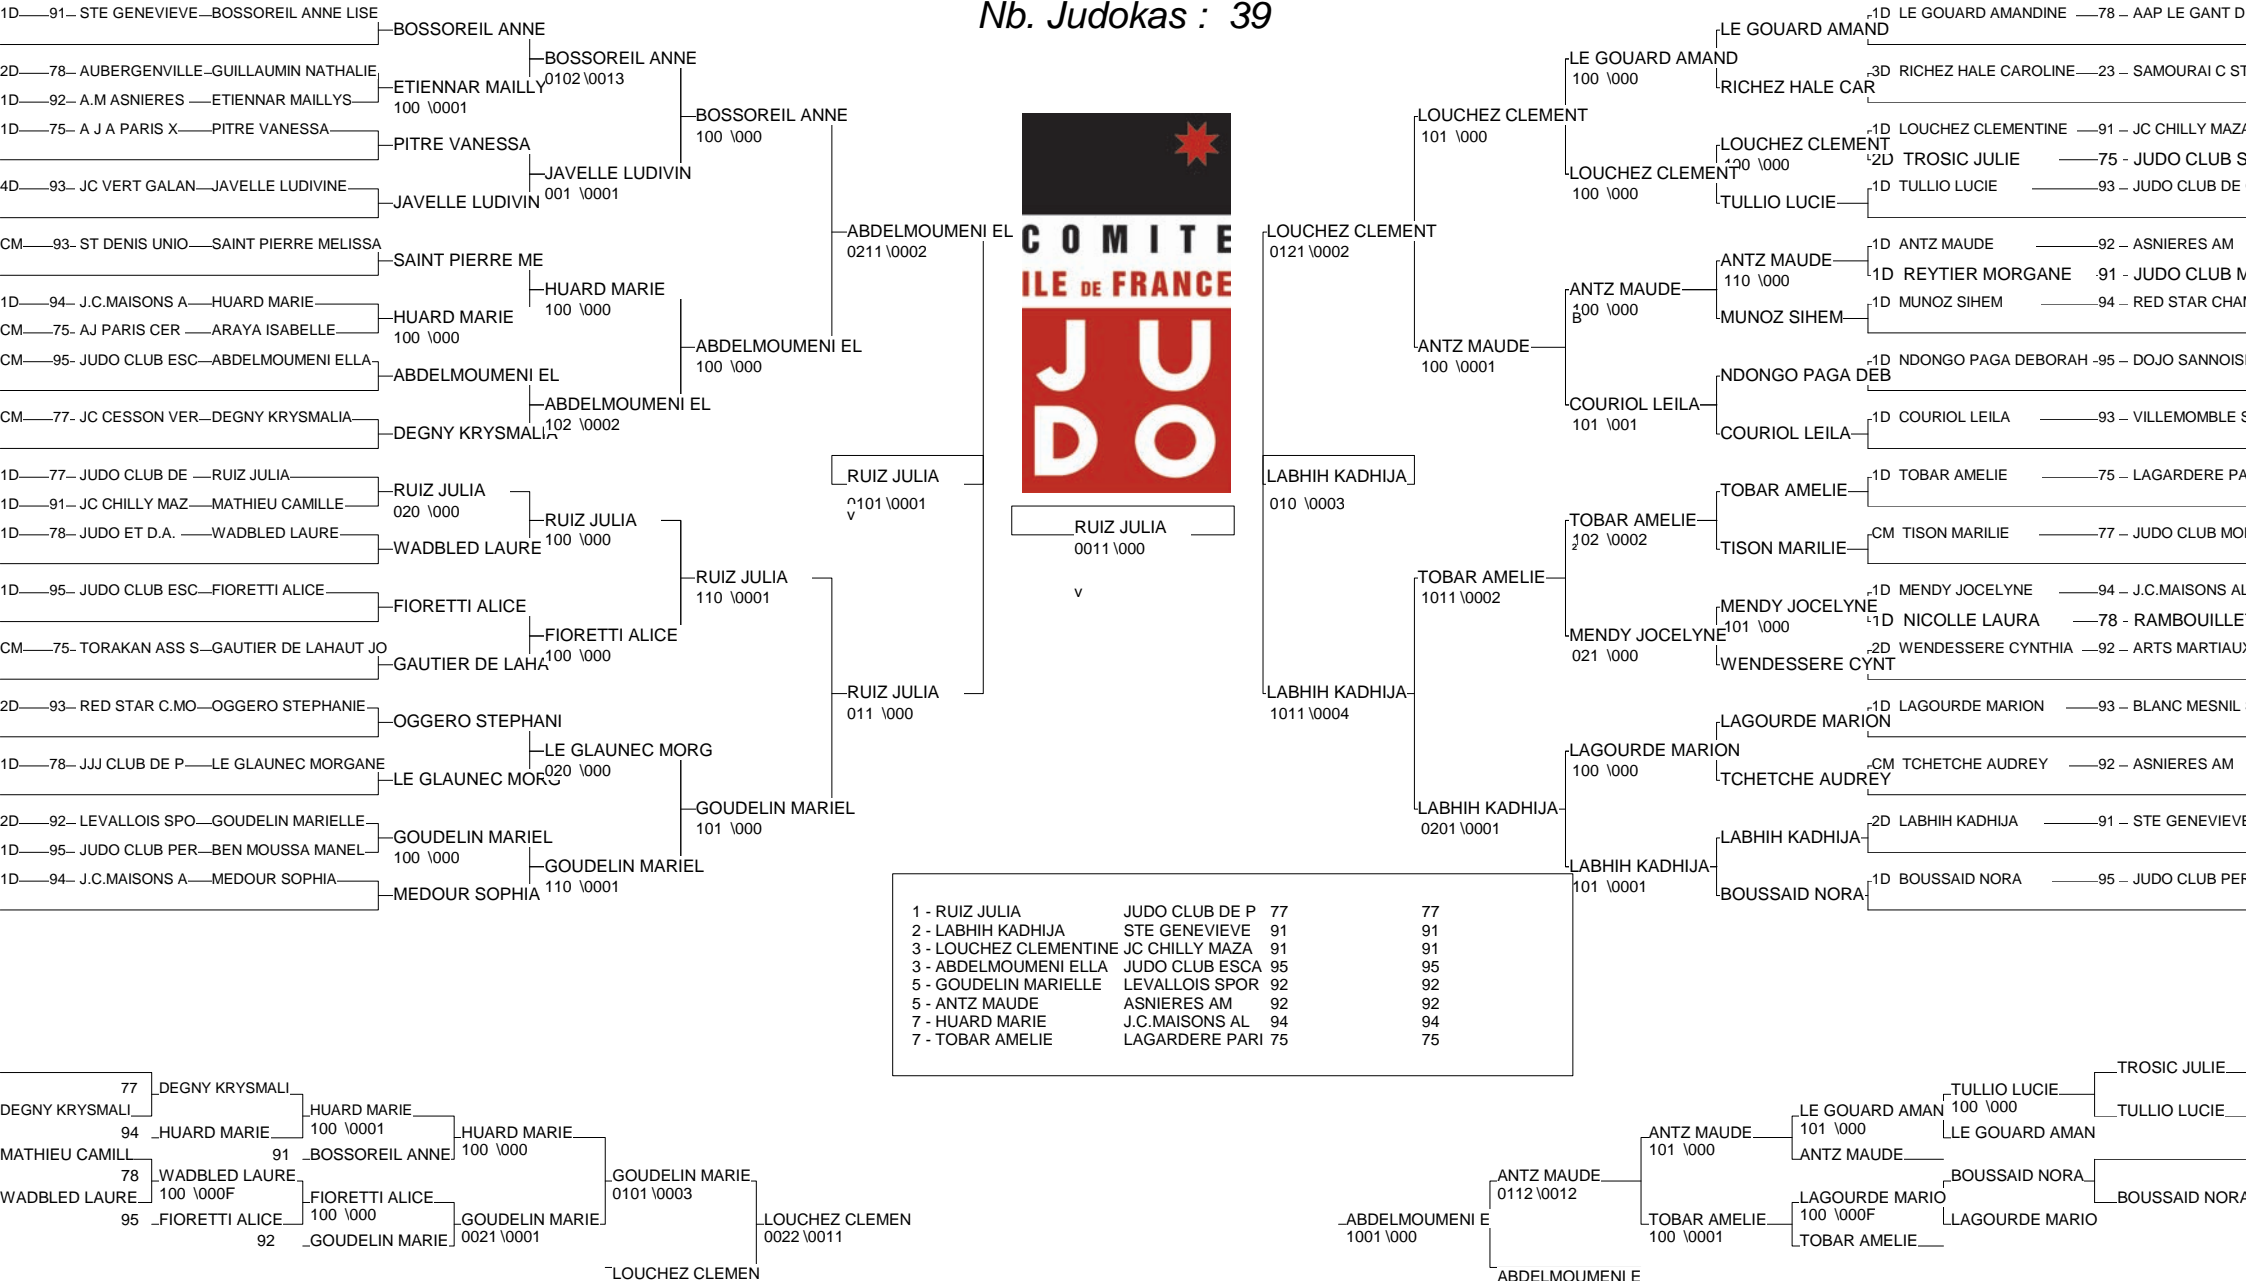 Nb. Judokas : 39
1D 91 STE GENEVIEVE BOSSOREIL ANNE LISE
2D 78 AUBERGENVILLE GUILLAUMIN NATHALIE
1D 92 A.M ASNIERES ETIENNAR MAILLYS
1D 75 A J A PARIS X PITRE VANESSA
4D 93 JC VERT GALAN JAVELLE LUDIVINE
CM 93 ST DENIS UNIO SAINT PIERRE MELISSA
1D 94 J.C.MAISONS A HUARD MARIE
CM 75 AJ PARIS CER ARAYA ISABELLE
CM 95 JUDO CLUB ESC ABDELMOUMENI ELLA
CM 77 JC CESSON VER DEGNY KRYSMALIA
1D 77 JUDO CLUB DE RUIZ JULIA
1D 91 JC CHILLY MAZ MATHIEU CAMILLE
1D 78 JUDO ET D.A. WADBLED LAURE
1D 95 JUDO CLUB ESC FIORETTI ALICE
CM 75 TORAKAN ASS S GAUTIER DE LAHAUT JO
2D 93 RED STAR C.MO OGGERO STEPHANIE
1D 78 JJJ CLUB DE P LE GLAUNEC MORGANE
2D 92 LEVALLOIS SPO GOUDELIN MARIELLE
1D 95 JUDO CLUB PER BEN MOUSSA MANEL
1D 94 J.C.MAISONS A MEDOUR SOPHIA
BOSSOREIL ANNE
ETIENNAR MAILLY
100 \0001
PITRE VANESSA
JAVELLE LUDIVIN
SAINT PIERRE ME
HUARD MARIE
100 \000
ABDELMOUMENI EL
DEGNY KRYSMALIA
RUIZ JULIA
020 \000
WADBLED LAURE
FIORETTI ALICE
GAUTIER DE LAHA
OGGERO STEPHANI
LE GLAUNEC MORG
GOUDELIN MARIEL
100 \000
MEDOUR SOPHIA
BOSSOREIL ANNE
0102 \0013
JAVELLE LUDIVIN
001 \0001
HUARD MARIE
100 \000
ABDELMOUMENI EL
102 \0002
RUIZ JULIA
100 \000
FIORETTI ALICE
100 \000
LE GLAUNEC MORG
020 \000
GOUDELIN MARIEL
110 \0001
BOSSOREIL ANNE
100 \000
ABDELMOUMENI EL
100 \000
RUIZ JULIA
110 \0001
GOUDELIN MARIEL
101 \000
ABDELMOUMENI EL
0211 \0002
RUIZ JULIA
0101 \0001
v
RUIZ JULIA
011 \000
COMITE
ILE DE FRANCE
JU
DO
RUIZ JULIA
0011 \000
v
LOUCHEZ CLEMENT
0121 \0002
LABHIH KADHIJA
010 \0003
LABHIH KADHIJA
1011 \0004
LOUCHEZ CLEMENT
101 \000
ANTZ MAUDE
100 \0001
TOBAR AMELIE
1011 \0002
LABHIH KADHIJA
0201 \0001
LE GOUARD AMAND
100 \000
LOUCHEZ CLEMENT
100 \000
ANTZ MAUDE
100 \000
B
COURIOL LEILA
101 \001
TOBAR AMELIE
102 \0002
2
MENDY JOCELYNE
021 \000
LAGOURDE MARION
100 \000
LABHIH KADHIJA
101 \0001
LE GOUARD AMAND
RICHEZ HALE CAR
LOUCHEZ CLEMENT
100 \000
TULLIO LUCIE
ANTZ MAUDE
110 \000
MUNOZ SIHEM
NDONGO PAGA DEB
COURIOL LEILA
TOBAR AMELIE
TISON MARILIE
MENDY JOCELYNE
101 \000
WENDESSERE CYNT
LAGOURDE MARION
TCHETCHE AUDREY
LABHIH KADHIJA
BOUSSAID NORA
1D LE GOUARD AMANDINE 78 – AAP LE GANT D
3D RICHEZ HALE CAROLINE 23 – SAMOURAI C ST
1D LOUCHEZ CLEMENTINE 91 – JC CHILLY MAZA
2D TROSIC JULIE 75 - JUDO CLUB S
1D TULLIO LUCIE 93 – JUDO CLUB DE
1D ANTZ MAUDE 92 – ASNIERES AM
1D REYTIER MORGANE 91 - JUDO CLUB M
1D MUNOZ SIHEM 94 – RED STAR CHAM
1D NDONGO PAGA DEBORAH 95 – DOJO SANNOIS
1D COURIOL LEILA 93 – VILLEMOMBLE S
1D TOBAR AMELIE 75 – LAGARDERE PA
CM TISON MARILIE 77 – JUDO CLUB MO
1D MENDY JOCELYNE 94 – J.C.MAISONS AL
1D NICOLLE LAURA 78 - RAMBOUILLET
2D WENDESSERE CYNTHIA 92 – ARTS MARTIAUX
1D LAGOURDE MARION 93 – BLANC MESNIL
CM TCHETCHE AUDREY 92 – ASNIERES AM
2D LABHIH KADHIJA 91 – STE GENEVIEVE
1D BOUSSAID NORA 95 – JUDO CLUB PER
1 - RUIZ JULIA JUDO CLUB DE P 77 77
2 - LABHIH KADHIJA STE GENEVIEVE 91 91
3 - LOUCHEZ CLEMENTINE JC CHILLY MAZA 91 91
3 - ABDELMOUMENI ELLA JUDO CLUB ESCA 95 95
5 - GOUDELIN MARIELLE LEVALLOIS SPOR 92 92
5 - ANTZ MAUDE ASNIERES AM 92 92
7 - HUARD MARIE J.C.MAISONS AL 94 94
7 - TOBAR AMELIE LAGARDERE PARI 75 75
77
DEGNY KRYSMALI
94
MATHIEU CAMILL
78
WADBLED LAURE
95
92
DEGNY KRYSMALI
HUARD MARIE
91
WADBLED LAURE
100 \000F
FIORETTI ALICE
HUARD MARIE
100 \0001
BOSSOREIL ANNE
FIORETTI ALICE
100 \000
GOUDELIN MARIE
HUARD MARIE
100 \000
GOUDELIN MARIE
0021 \0001
GOUDELIN MARIE
0101 \0003
LOUCHEZ CLEMEN
LOUCHEZ CLEMEN
0022 \0011
ABDELMOUMENI E
1001 \000
ANTZ MAUDE
0112 \0012
ABDELMOUMENI E
ANTZ MAUDE
101 \000
TOBAR AMELIE
100 \0001
LE GOUARD AMAN
101 \000
ANTZ MAUDE
LAGOURDE MARIO
100 \000F
TOBAR AMELIE
TULLIO LUCIE
100 \000
LE GOUARD AMAN
BOUSSAID NORA
LAGOURDE MARIO
TROSIC JULIE
TULLIO LUCIE
BOUSSAID NORA